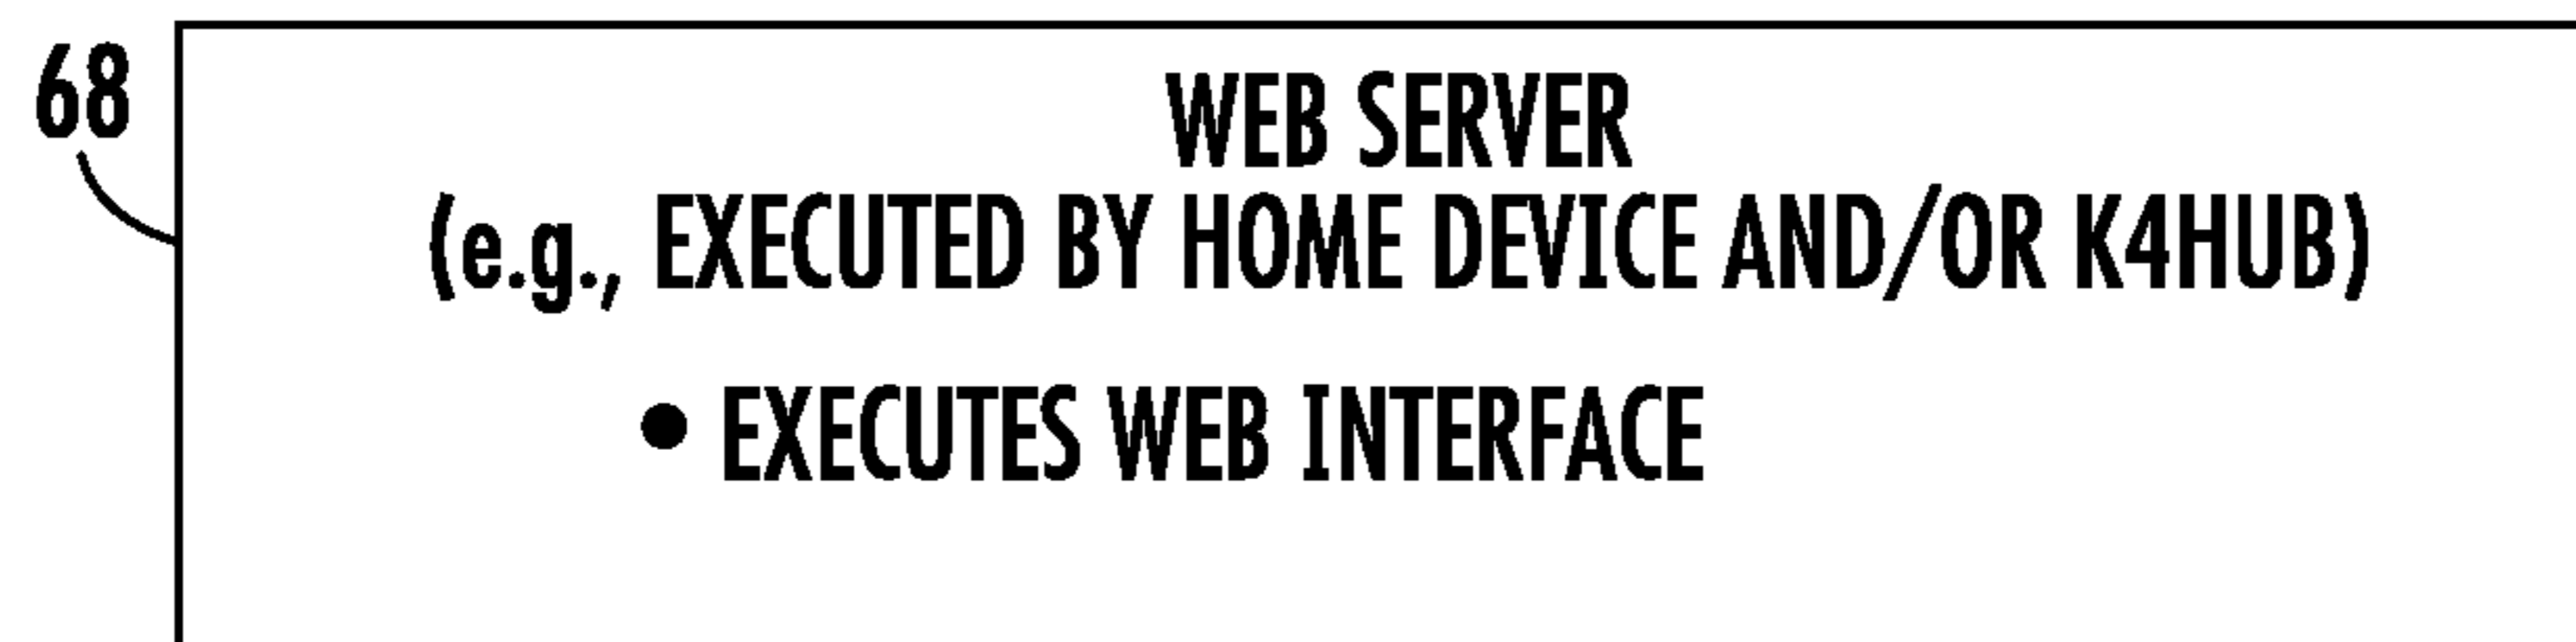 68
WEB SERVER
(e.g., EXECUTED BY HOME DEVICE AND/OR K4HUB)
• EXECUTES WEB INTERFACE